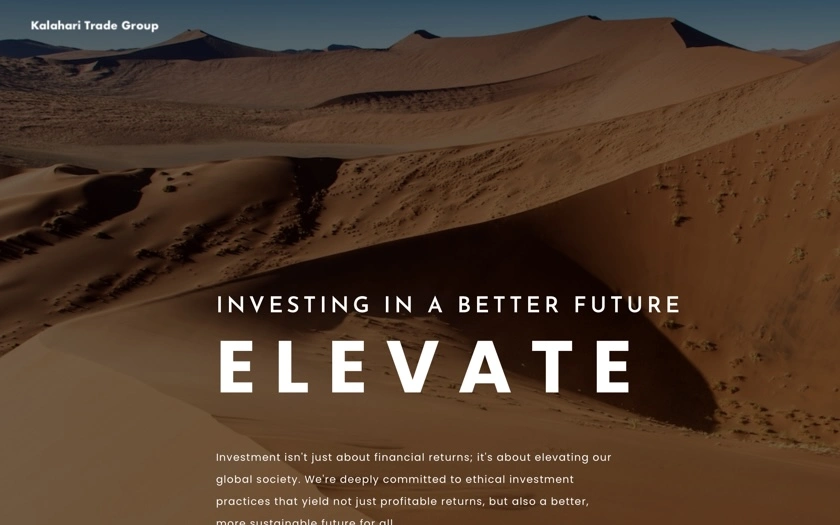 Kalahari Trade Group
INVESTING IN A BETTER FUTURE
ELEVATE
Investment isn't just about financial returns; it's about elevating our
global society. We're deeply committed to ethical investment
practices that yield not just profitable returns, but also a better,
more sustainable future for all.